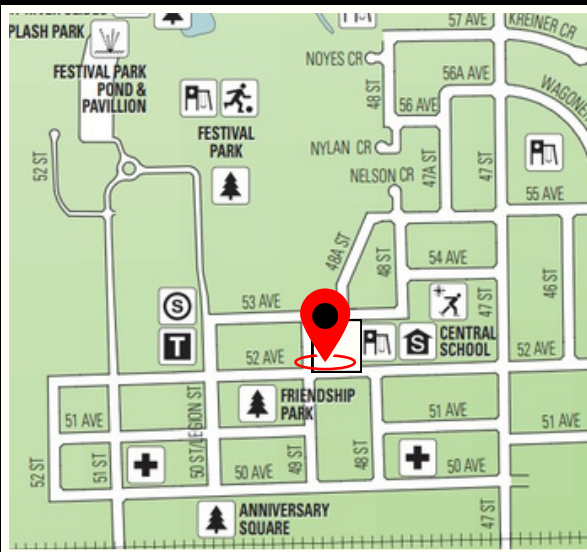 PLASH PARK
57 AVE
KREINER CR
NOYES CR
FESTIVAL PARK
POND &
PAVILLION
56A AVE
48 ST
WAGONER
56 AVE
FESTIVAL
PARK
NYLAN CR
52 ST
47A ST
47 ST
NELSON CR
55 AVE
48A ST
48 ST
54 AVE
46 ST
S
53 AVE
47 ST
T
52 AVE
S
CENTRAL
SCHOOL
52 AVE
FRIENDSHIP
PARK
51 AVE
50 ST/LEGION ST
51 AVE
51 AVE
52 ST
51 ST
50 AVE
49 ST
48 ST
50 AVE
ANNIVERSARY
SQUARE
47 ST